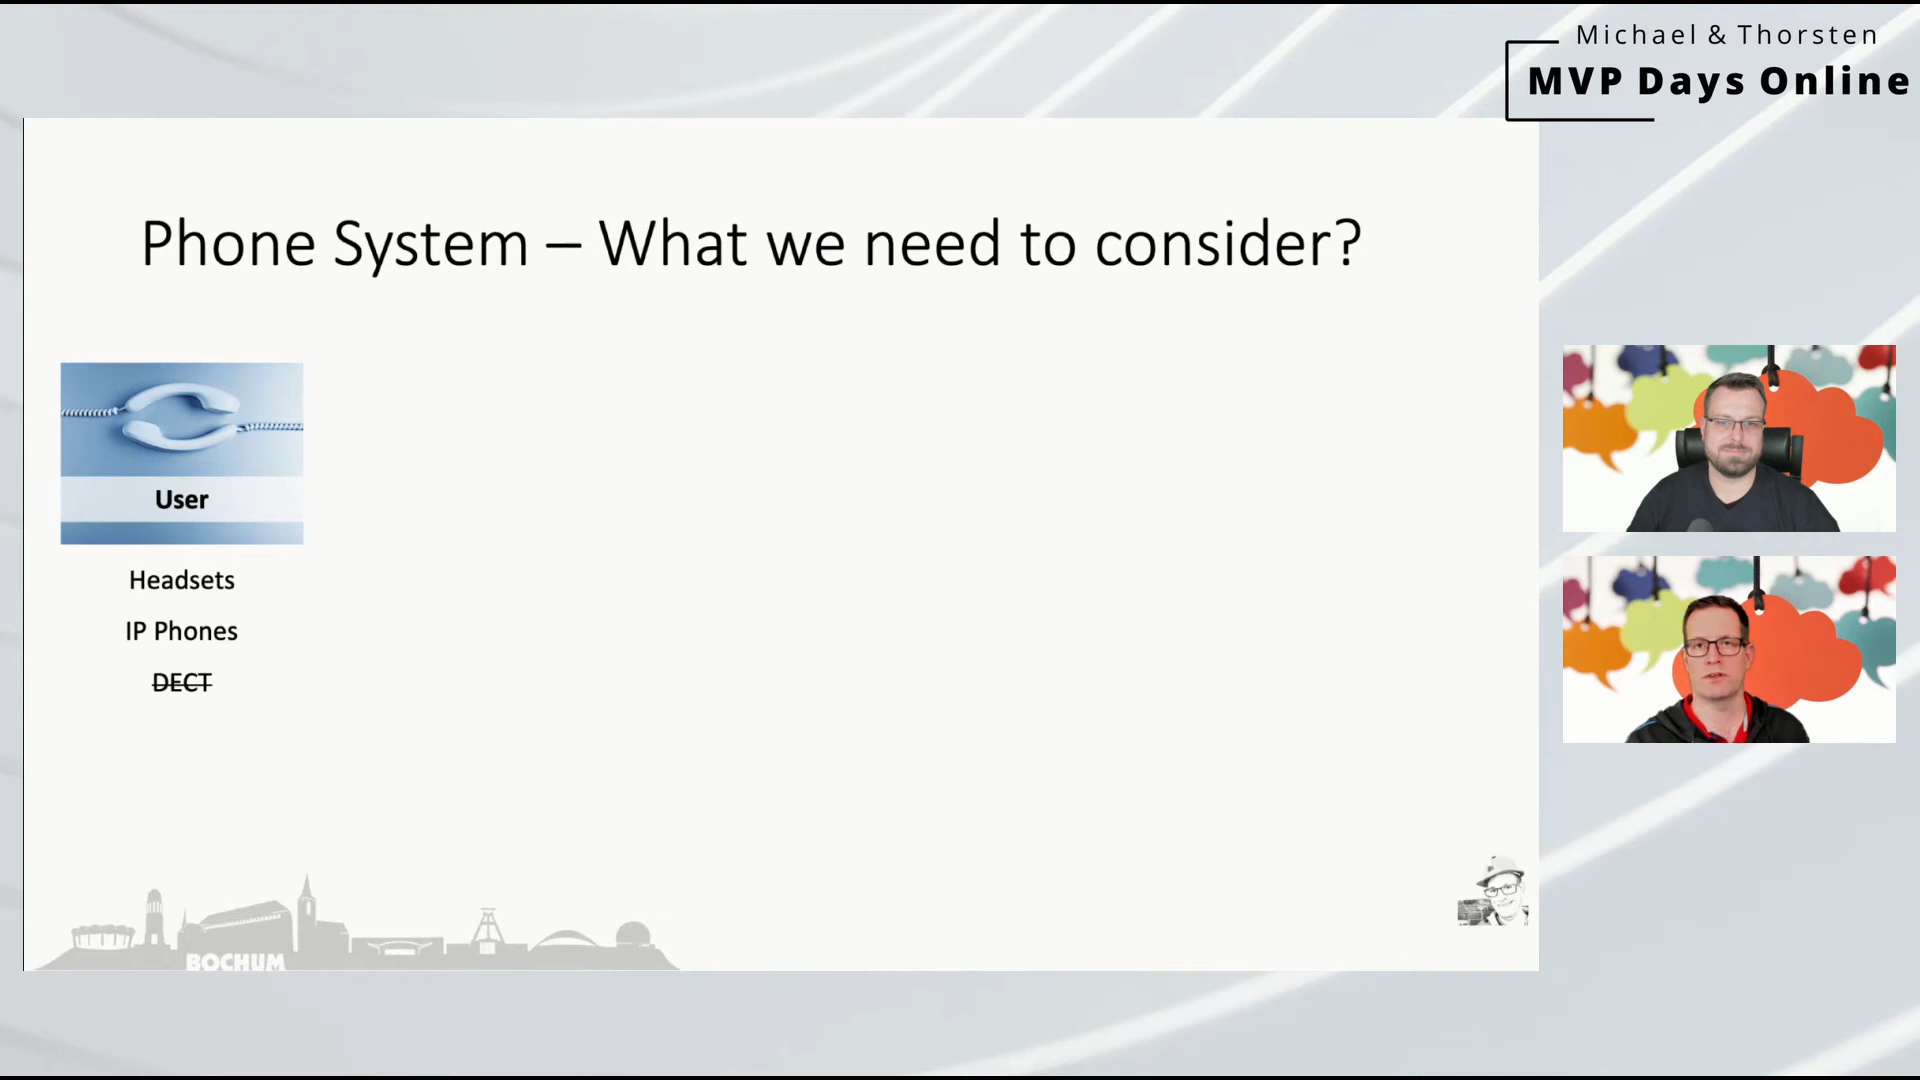 Michael & Thorsten
MVP Days Online
Phone System – What we need to consider?
User
Headsets
IP Phones
DECT
BOCHUM